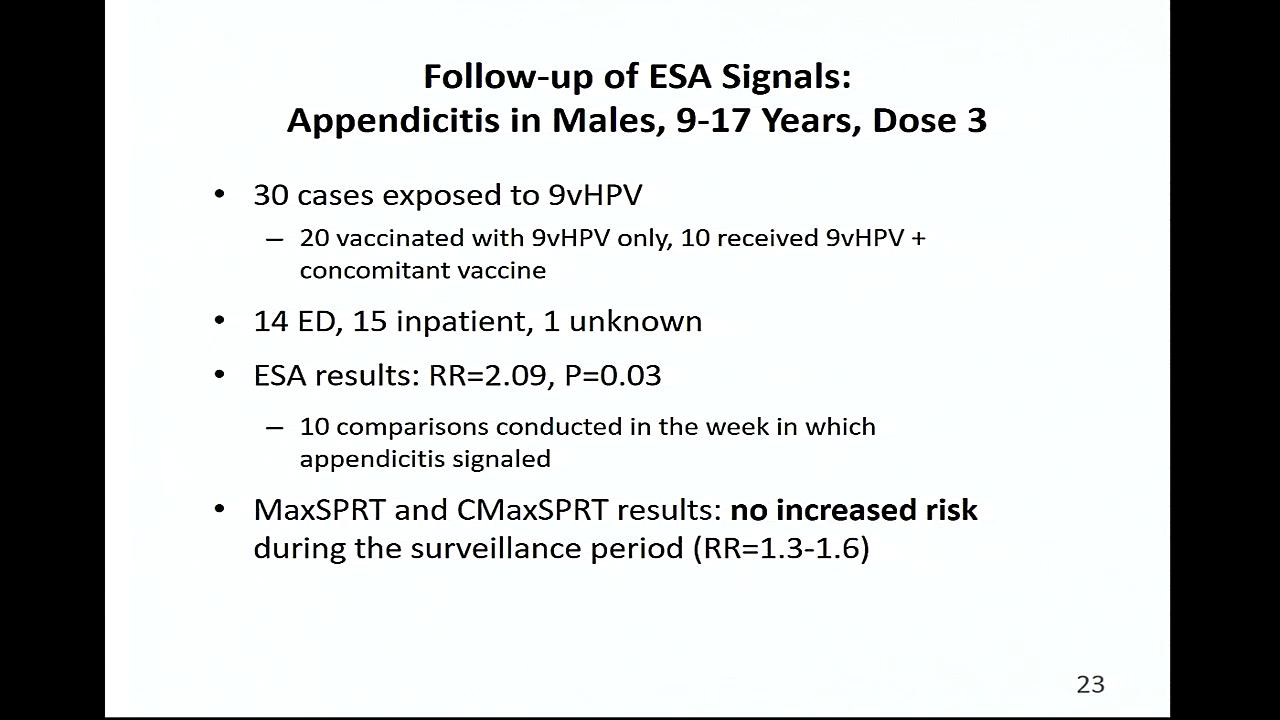 Follow-up of ESA Signals:
Appendicitis in Males, 9-17 Years, Dose 3
• 30 cases exposed to 9vHPV
– 20 vaccinated with 9vHPV only, 10 received 9vHPV +
concomitant vaccine
• 14 ED, 15 inpatient, 1 unknown
• ESA results: RR=2.09, P=0.03
– 10 comparisons conducted in the week in which
appendicitis signaled
• MaxSPRT and CMaxSPRT results: no increased risk
during the surveillance period (RR=1.3-1.6)
23